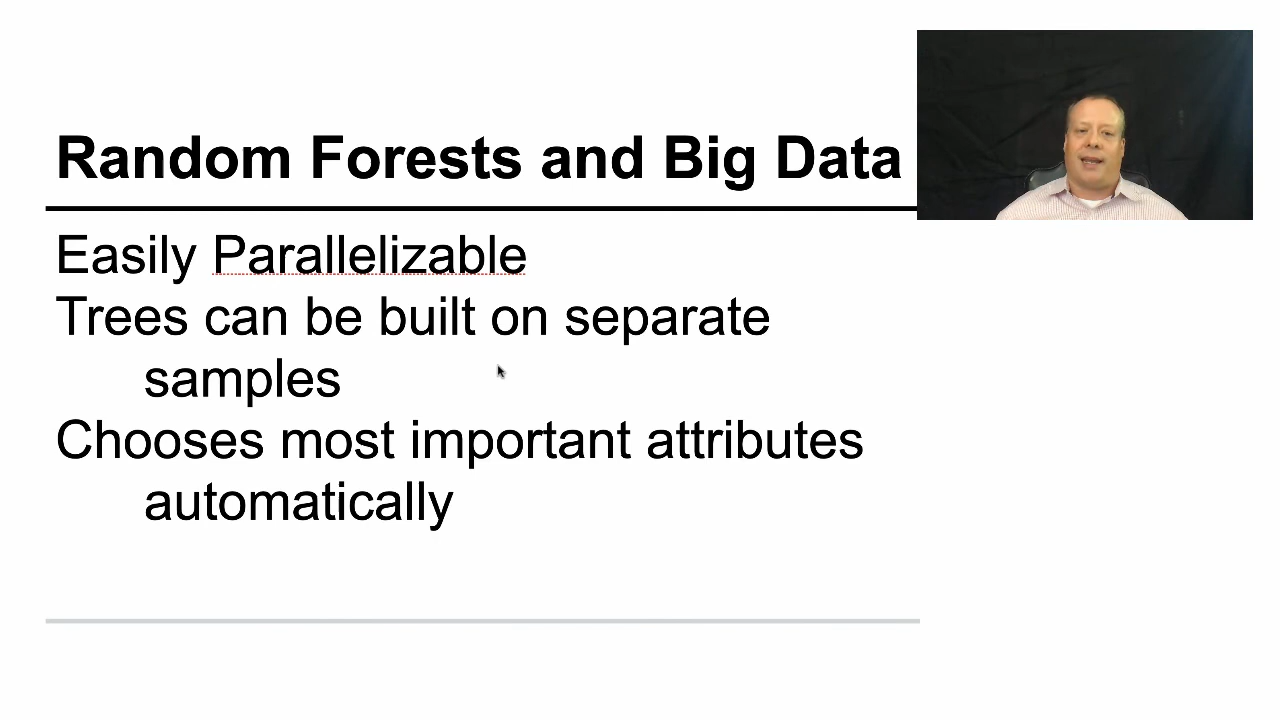 Random Forests and Big Data
Easily Parallelizable
Trees can be built on separate
samples
Chooses most important attributes
automatically